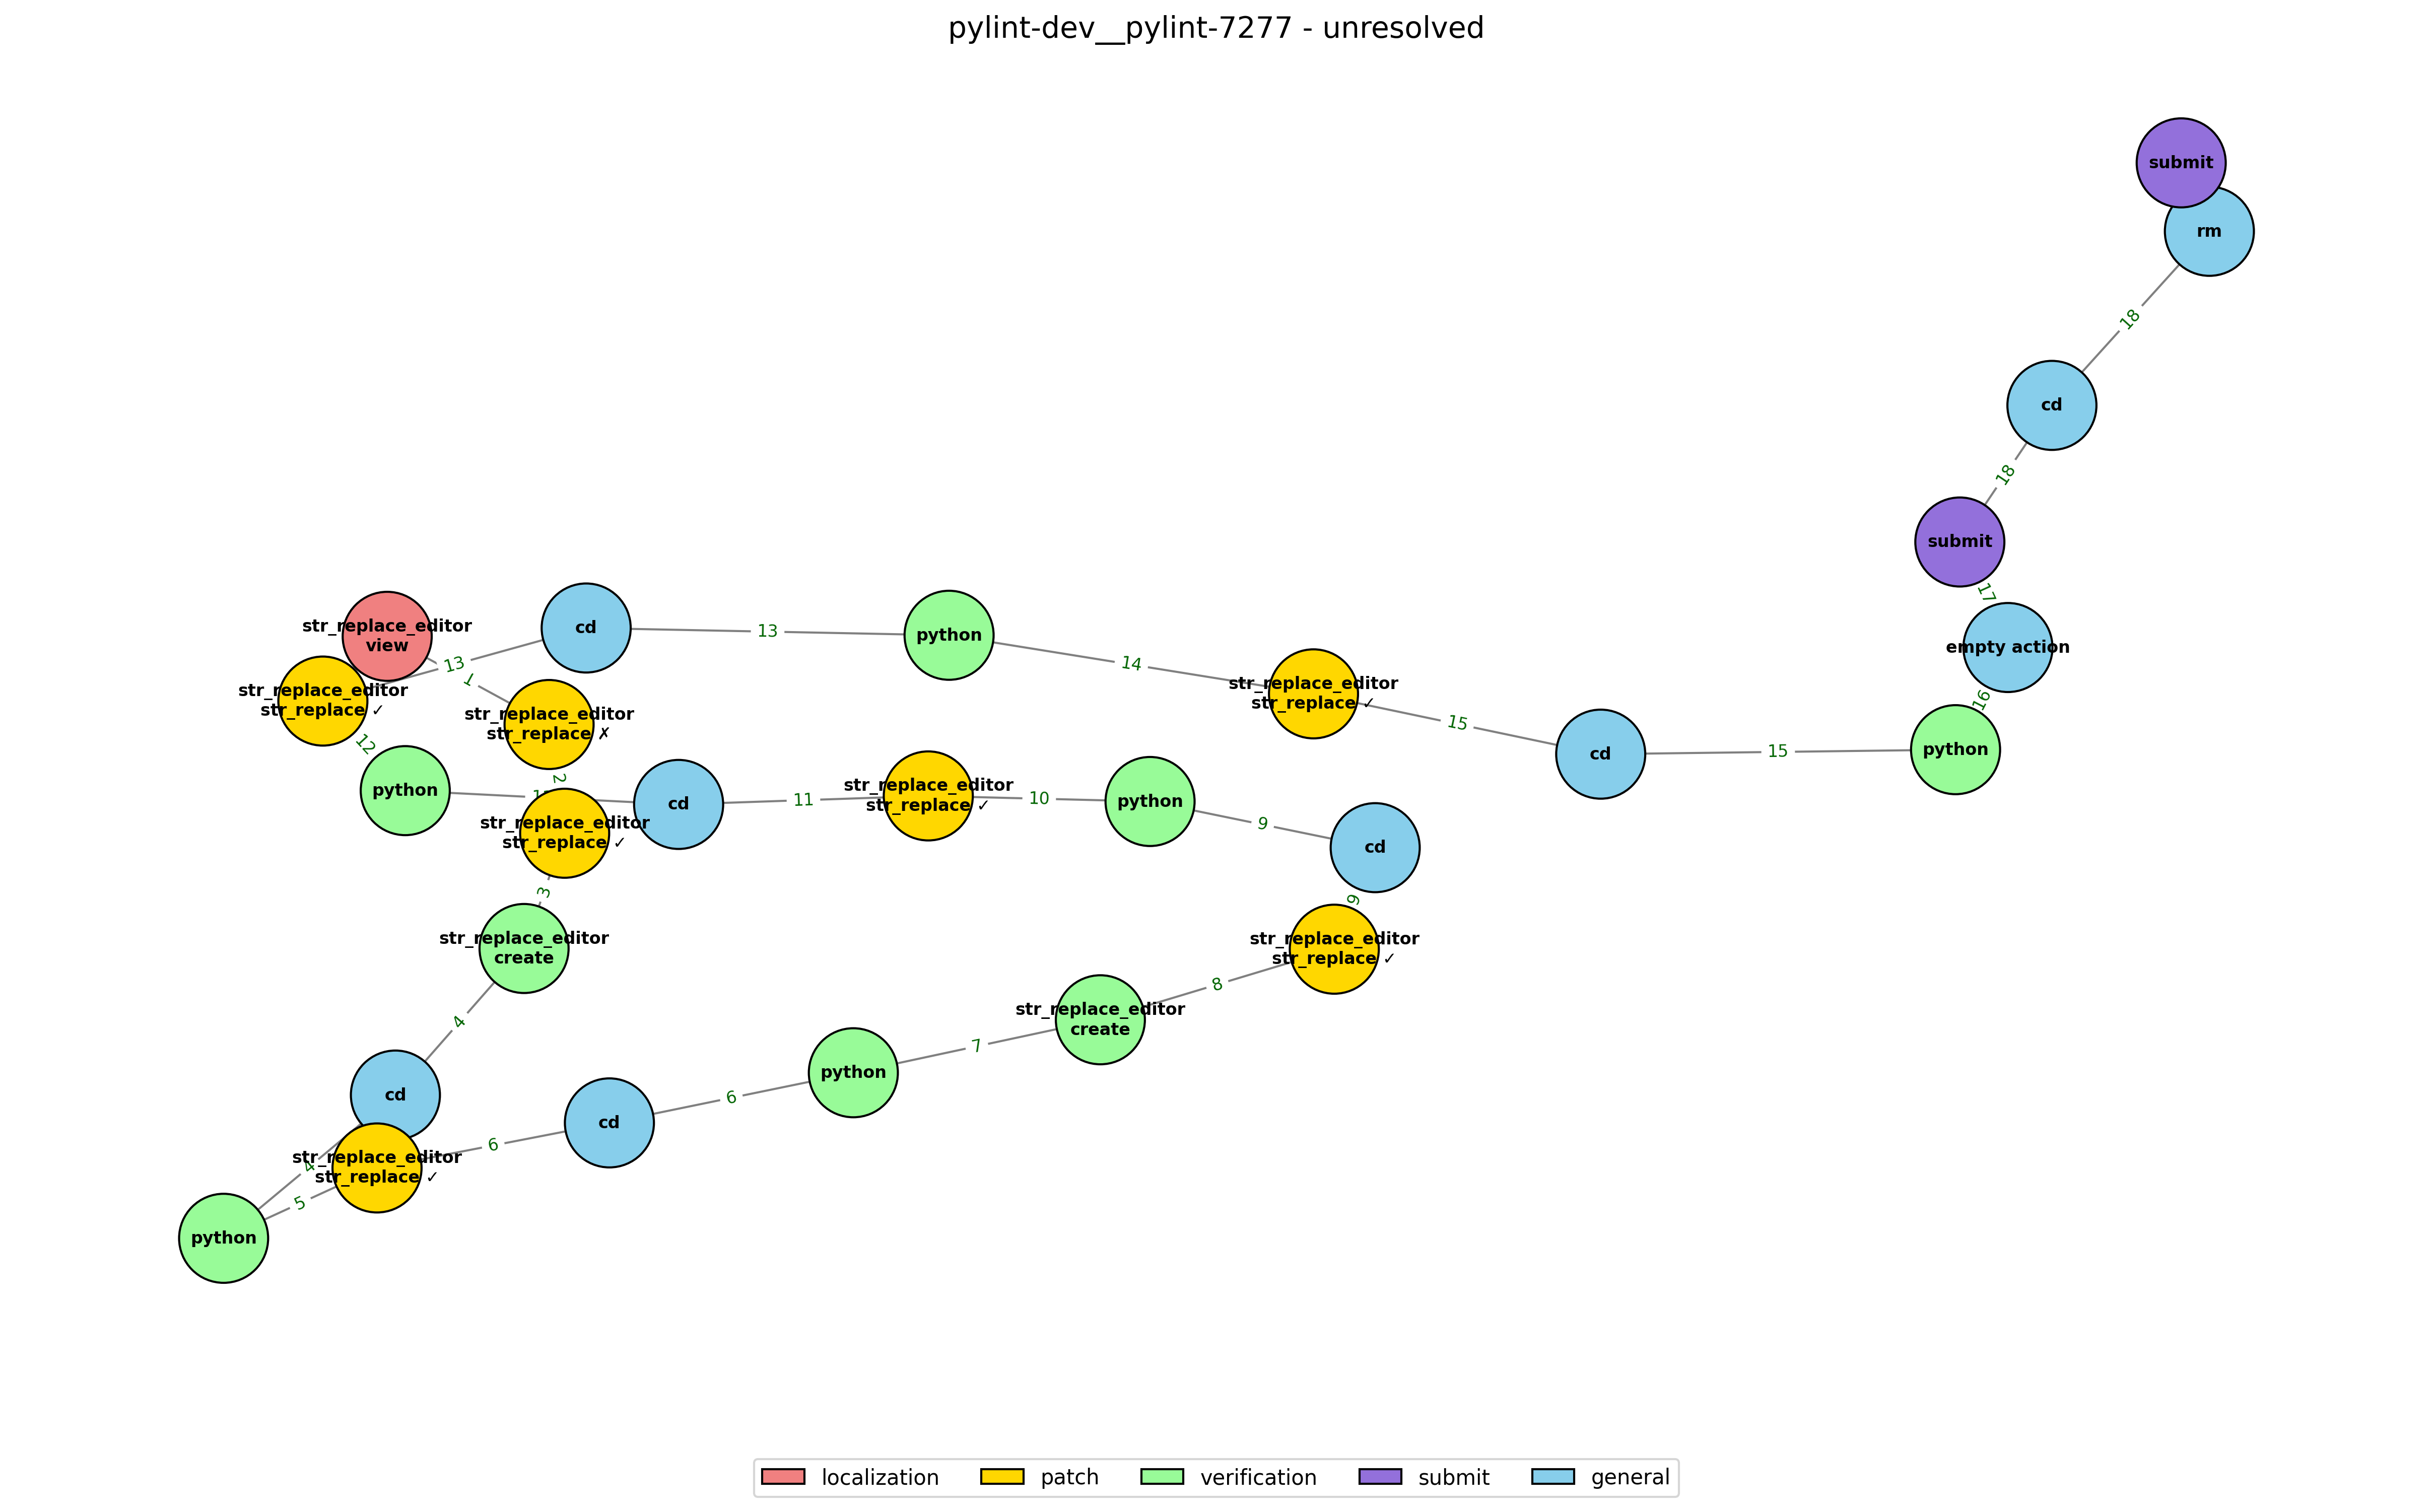 pylint-dev__pylint-7277 - unresolved
submit
rm
18
cd
18
submit
17
empty action
16
python
15
cd
15
str_replace_editor
str_replace ✓
14
python
13
cd
13
str_replace_editor
view
1
str_replace_editor
str_replace ✓
str_replace_editor
str_replace ✗
12
2
python
cd
11
str_replace_editor
str_replace ✓
10
python
9
cd
9
str_replace_editor
str_replace ✓
3
str_replace_editor
create
str_replace_editor
str_replace ✓
8
str_replace_editor
create
7
python
6
cd
6
4
cd
4
str_replace_editor
str_replace ✓
5
python
localization
patch
verification
submit
general